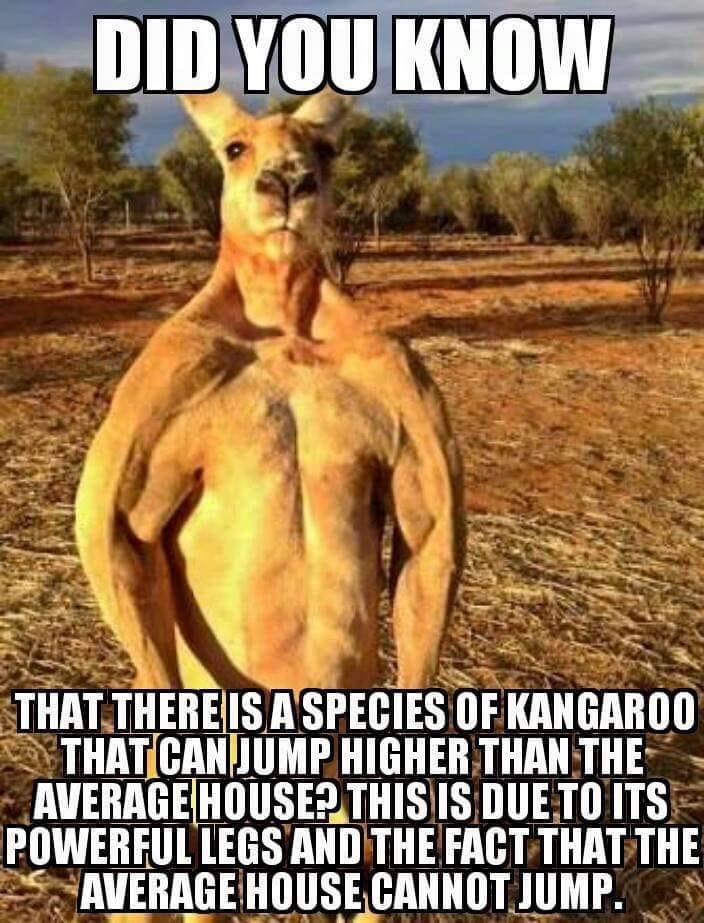 DID YOU KNOW
THAT THERE IS A SPECIES OF KANGAROO
THAT CAN JUMP HIGHER THAN THE
AVERAGE HOUSE? THIS IS DUE TO ITS
POWERFUL LEGS AND THE FACT THAT THE
AVERAGE HOUSE CANNOT JUMP.